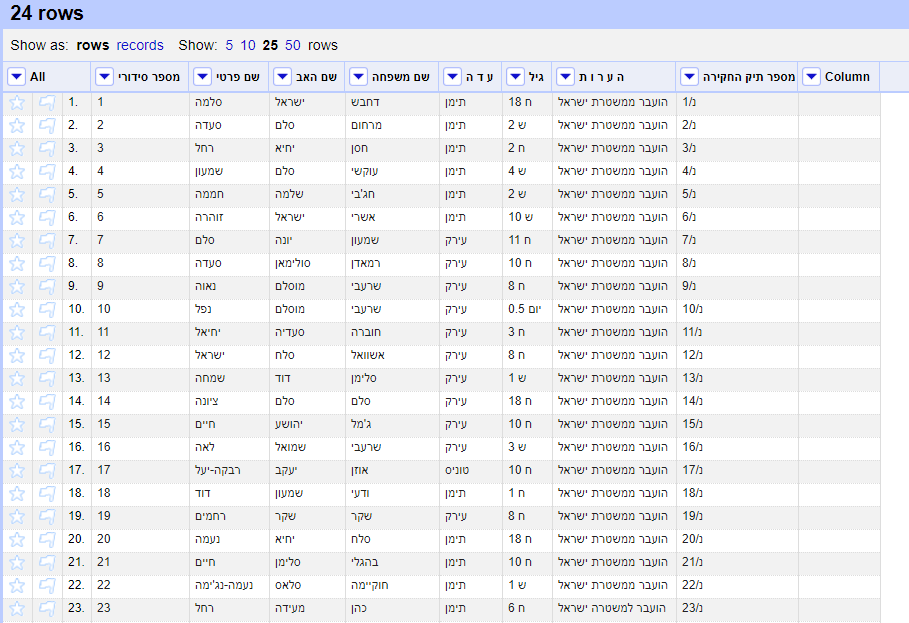 24 rows
Show as: rows records Show: 5 10 25 50 rows
All מספר סידורי שם פרטי שם האב שם משפחה ע ד ה גיל ה ע ר ו ת מספר תיק החקירה Column
1. 1 סלמה ישראל דחבש תימן 18 ח הועבר ממשטרת ישראל נ/1
2. 2 סעדה סלם מרחום תימן 2 ש הועבר ממשטרת ישראל נ/2
3. 3 רחל יחיא חסן תימן 2 ח הועבר ממשטרת ישראל נ/3
4. 4 שמעון סלם עוקשי תימן 4 ש הועבר ממשטרת ישראל נ/4
5. 5 חממה שלמה חג'בי תימן 2 ש הועבר ממשטרת ישראל נ/5
6. 6 זוהרה ישראל אשרי תימן 10 ש הועבר ממשטרת ישראל נ/6
7. 7 סלם יונה שמעון עירק 11 ח הועבר ממשטרת ישראל נ/7
8. 8 סעדה סולימאן רמאדן עירק 10 ח הועבר ממשטרת ישראל נ/8
9. 9 נאוה מוסלם שרעבי עירק 8 ח הועבר ממשטרת ישראל נ/9
10. 10 נפל מוסלם שרעבי עירק 0.5 יום הועבר ממשטרת ישראל נ/10
11. 11 יחיאל סעדיה חוברה עירק 3 ח הועבר ממשטרת ישראל נ/11
12. 12 ישראל סלח אשוואל עירק 8 ח הועבר ממשטרת ישראל נ/12
13. 13 שמחה דוד סלימן עירק 1 ש הועבר ממשטרת ישראל נ/13
14. 14 ציונה סלם סלם עירק 18 ח הועבר ממשטרת ישראל נ/14
15. 15 חיים יהושע ג'מל עירק 10 ח הועבר ממשטרת ישראל נ/15
16. 16 לאה שמואל שרעבי עירק 3 ש הועבר ממשטרת ישראל נ/16
17. 17 רבקה-יעל יעקב אוזן טוניס 10 ח הועבר ממשטרת ישראל נ/17
18. 18 דוד שמעון ודעי תימן 1 ח הועבר ממשטרת ישראל נ/18
19. 19 רחמים שקר שקר עירק 8 ח הועבר ממשטרת ישראל נ/19
20. 20 נעמה יחיא סלח תימן 18 ח הועבר ממשטרת ישראל נ/20
21. 21 חיים סלימן בהגלי תימן 10 ח הועבר ממשטרת ישראל נ/21
22. 22 נעמה-נג'ימה סלאס חוקיימה תימן 1 ש הועבר ממשטרת ישראל נ/22
23. 23 רחל מעידה כהן תימן 6 ח הועבר למשטרה ישראל נ/23